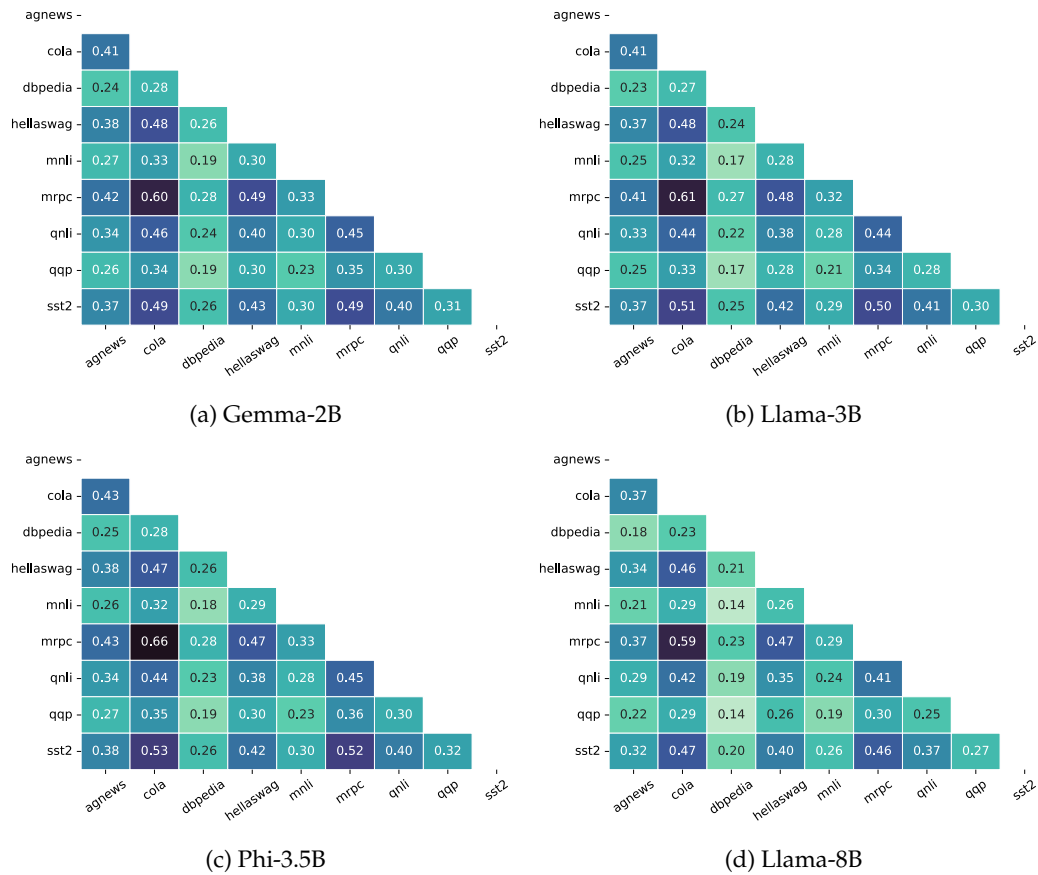 agnews
cola 0.41
dbpedia 0.24 0.28
hellaswag 0.38 0.48 0.26
mnli 0.27 0.33 0.19 0.30
mrpc 0.42 0.60 0.28 0.49 0.33
qnli 0.34 0.46 0.24 0.40 0.30 0.45
qqp 0.26 0.34 0.19 0.30 0.23 0.35 0.30
sst2 0.37 0.49 0.26 0.43 0.30 0.49 0.40 0.31
agnews cola dbpedia hellaswag mnli mrpc qnli qqp sst2
(a) Gemma-2B
agnews
cola 0.41
dbpedia 0.23 0.27
hellaswag 0.37 0.48 0.24
mnli 0.25 0.32 0.17 0.28
mrpc 0.41 0.61 0.27 0.48 0.32
qnli 0.33 0.44 0.22 0.38 0.28 0.44
qqp 0.25 0.33 0.17 0.28 0.21 0.34 0.28
sst2 0.37 0.51 0.25 0.42 0.29 0.50 0.41 0.30
agnews cola dbpedia hellaswag mnli mrpc qnli qqp sst2
(b) Llama-3B
agnews
cola 0.43
dbpedia 0.25 0.28
hellaswag 0.38 0.47 0.26
mnli 0.26 0.32 0.18 0.29
mrpc 0.43 0.66 0.28 0.47 0.33
qnli 0.34 0.44 0.23 0.38 0.28 0.45
qqp 0.27 0.35 0.19 0.30 0.23 0.36 0.30
sst2 0.38 0.53 0.26 0.42 0.30 0.52 0.40 0.32
agnews cola dbpedia hellaswag mnli mrpc qnli qqp sst2
(c) Phi-3.5B
agnews
cola 0.37
dbpedia 0.18 0.23
hellaswag 0.34 0.46 0.21
mnli 0.21 0.29 0.14 0.26
mrpc 0.37 0.59 0.23 0.47 0.29
qnli 0.29 0.42 0.19 0.35 0.24 0.41
qqp 0.22 0.29 0.14 0.26 0.19 0.30 0.25
sst2 0.32 0.47 0.20 0.40 0.26 0.46 0.37 0.27
agnews cola dbpedia hellaswag mnli mrpc qnli qqp sst2
(d) Llama-8B